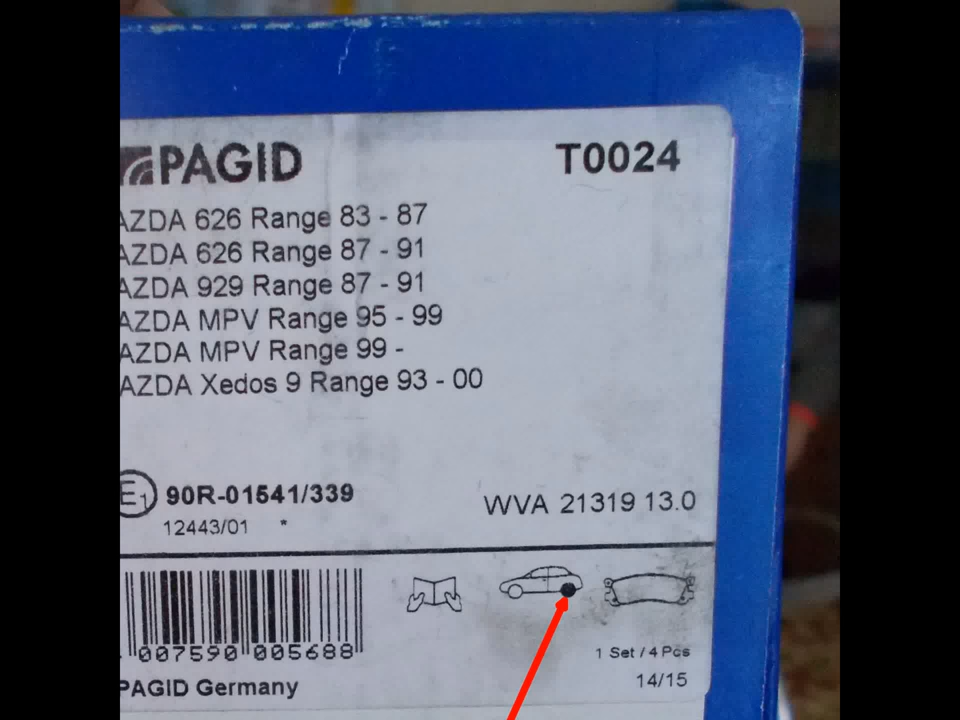 PAGID T0024
AZDA 626 Range 83 - 87
AZDA 626 Range 87 - 91
AZDA 929 Range 87 - 91
AZDA MPV Range 95 - 99
AZDA MPV Range 99 -
AZDA Xedos 9 Range 93 - 00
E1 90R-01541/339
WVA 21319 13.0
12443/01 *
007590 005688
1 Set / 4 Pcs
PAGID Germany 14/15